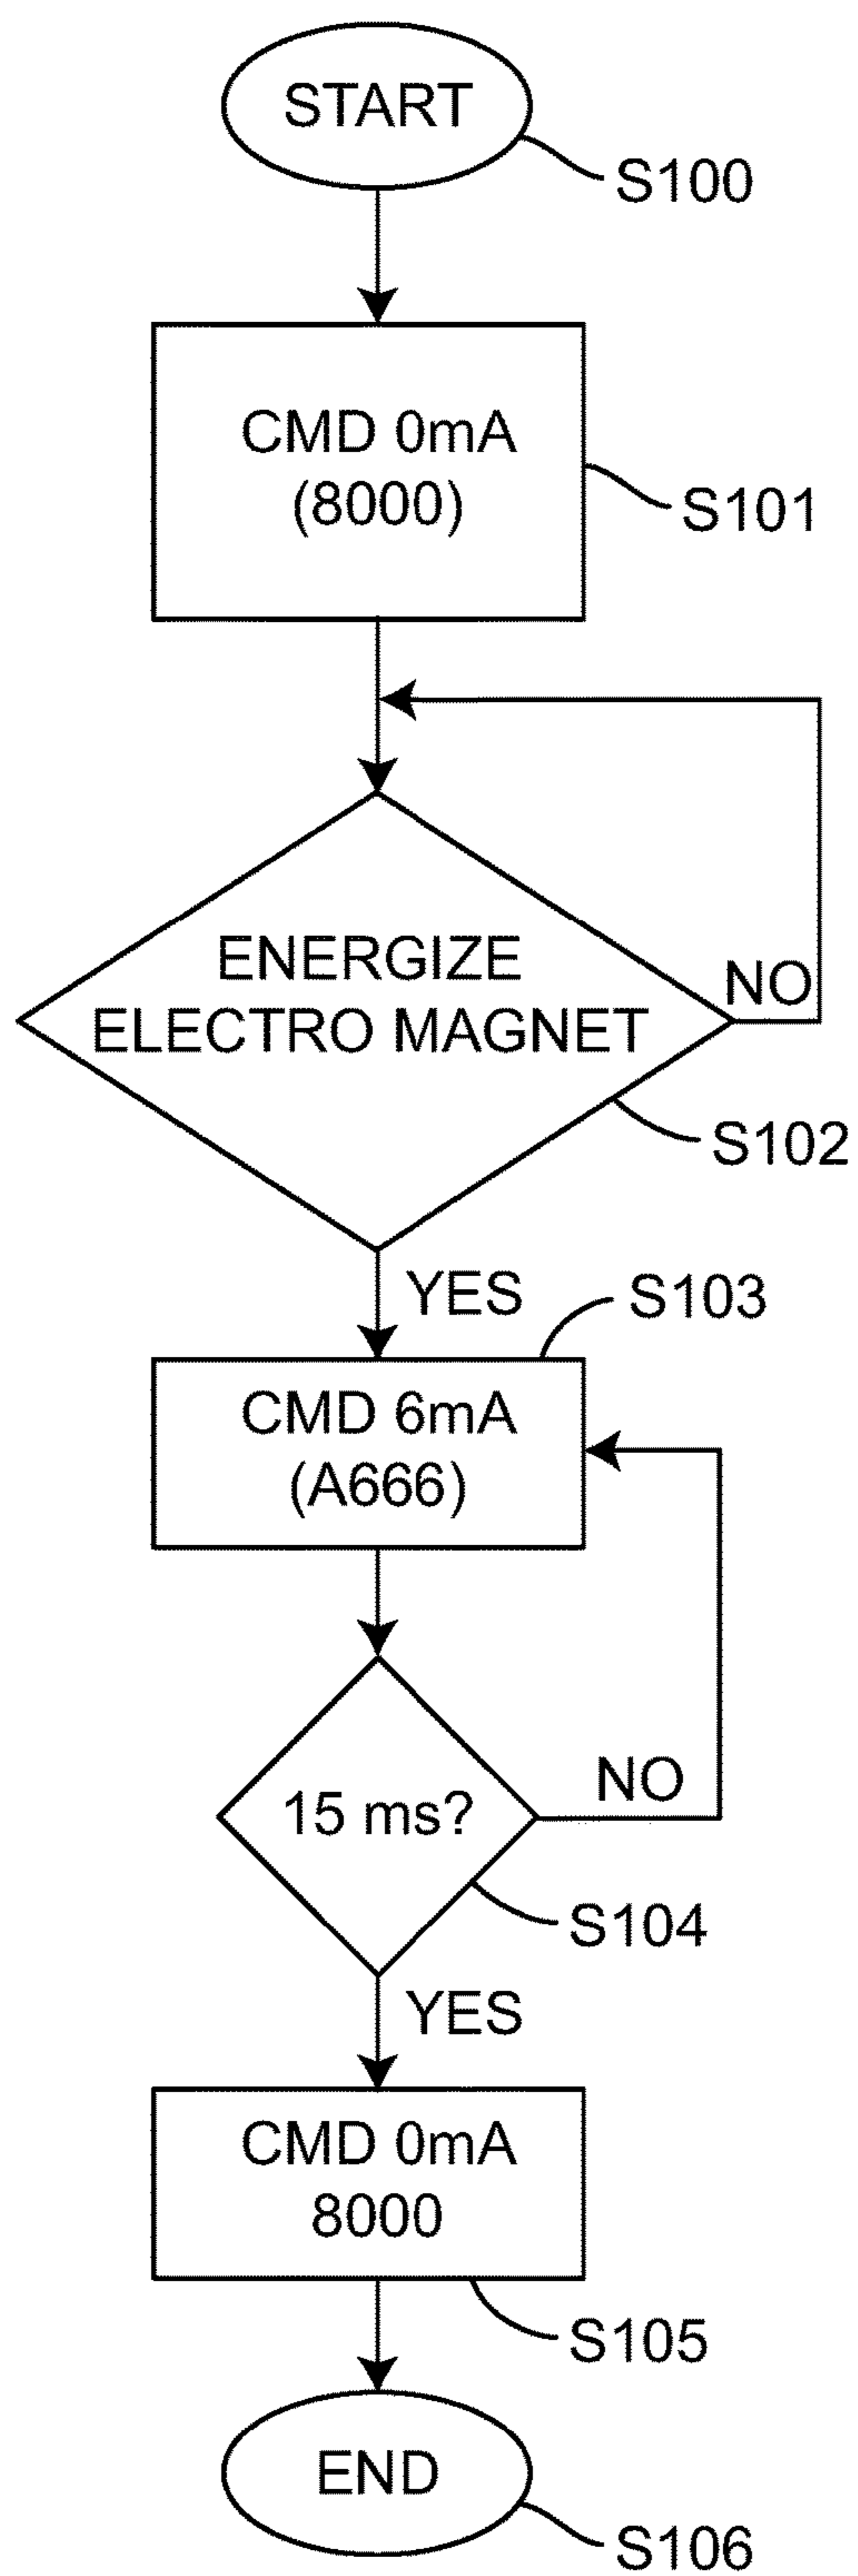 START
S100
CMD 0mA
(8000)
S101
ENERGIZE
ELECTRO MAGNET
NO
S102
YES
S103
CMD 6mA
(A666)
15 ms?
NO
S104
YES
CMD 0mA
8000
S105
END
S106